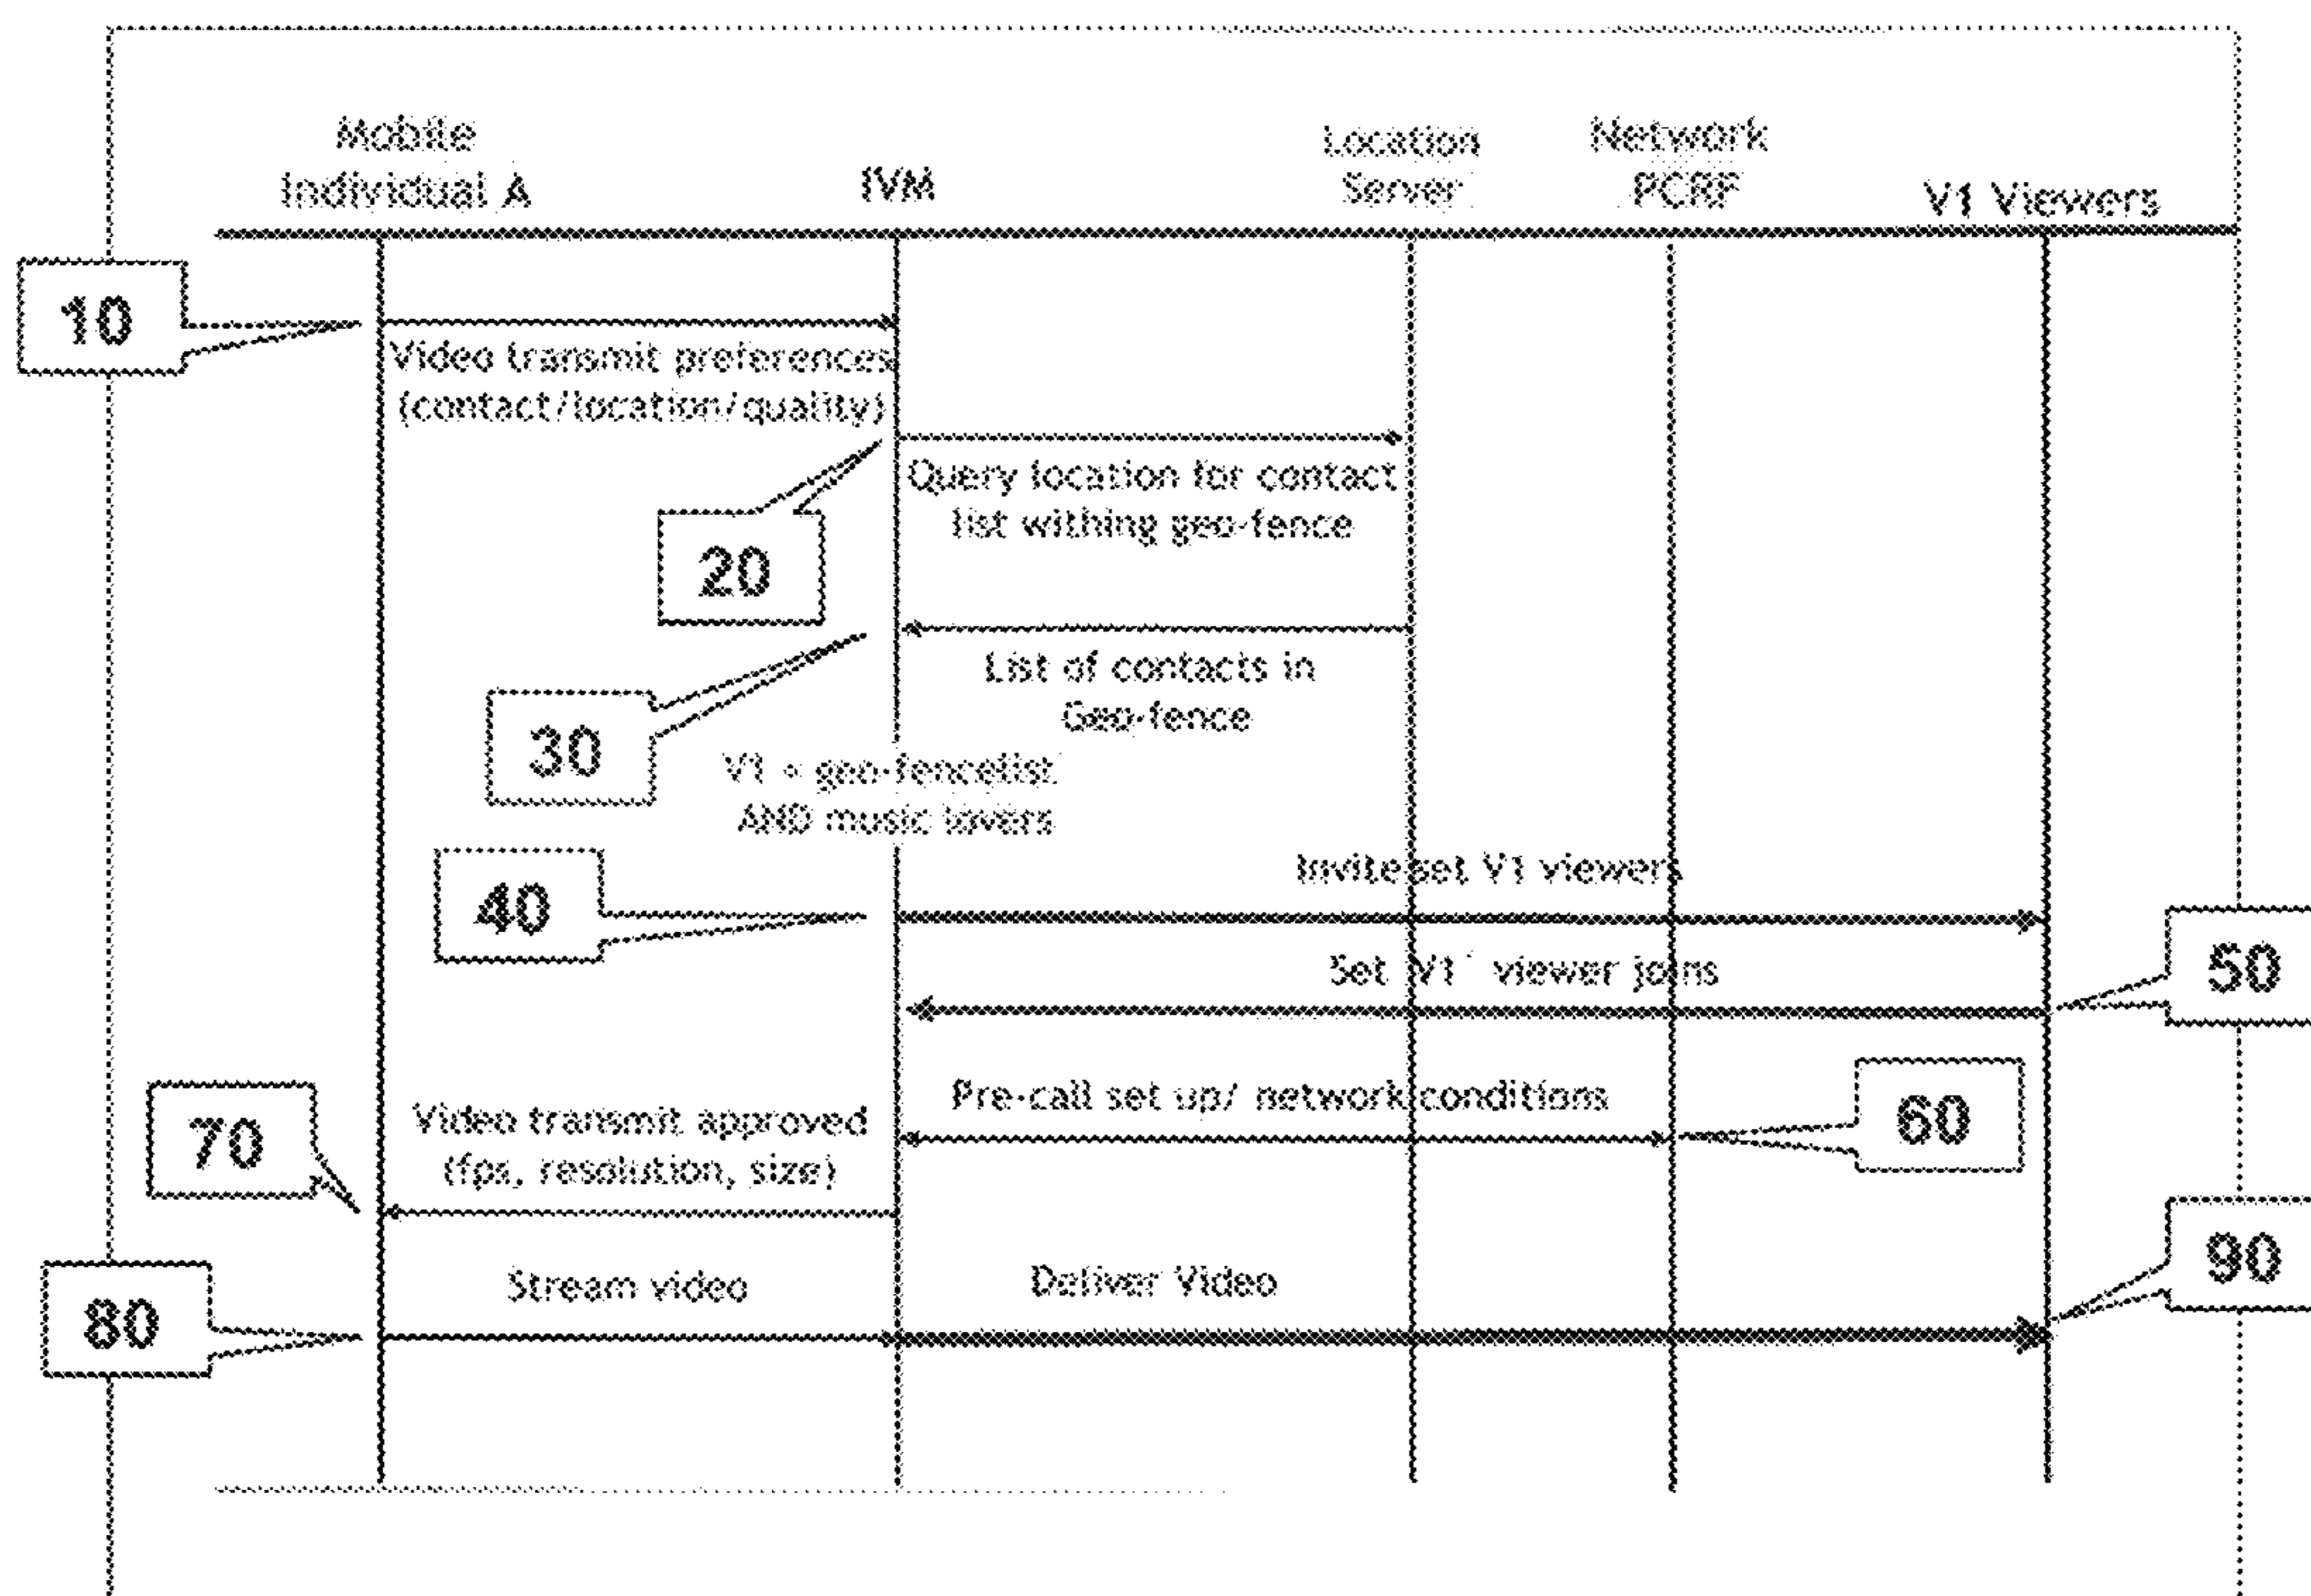 Mobile
Individual A
IVM
Location
Server
Network
PCRF
V1 Viewers
10
Video transmit preferences
(contact/location/quality)
Query location for contact
list withing geo-fence
20
List of contacts in
Geo-fence
30
V1 = geo-fencelist
AND music lovers
40
Invite set V1 viewers
50
Set V1` viewer joins
60
Pre-call set up/ network conditions
70
Video transmit approved
(fps, resolution, size)
80
Stream video
Deliver Video
90